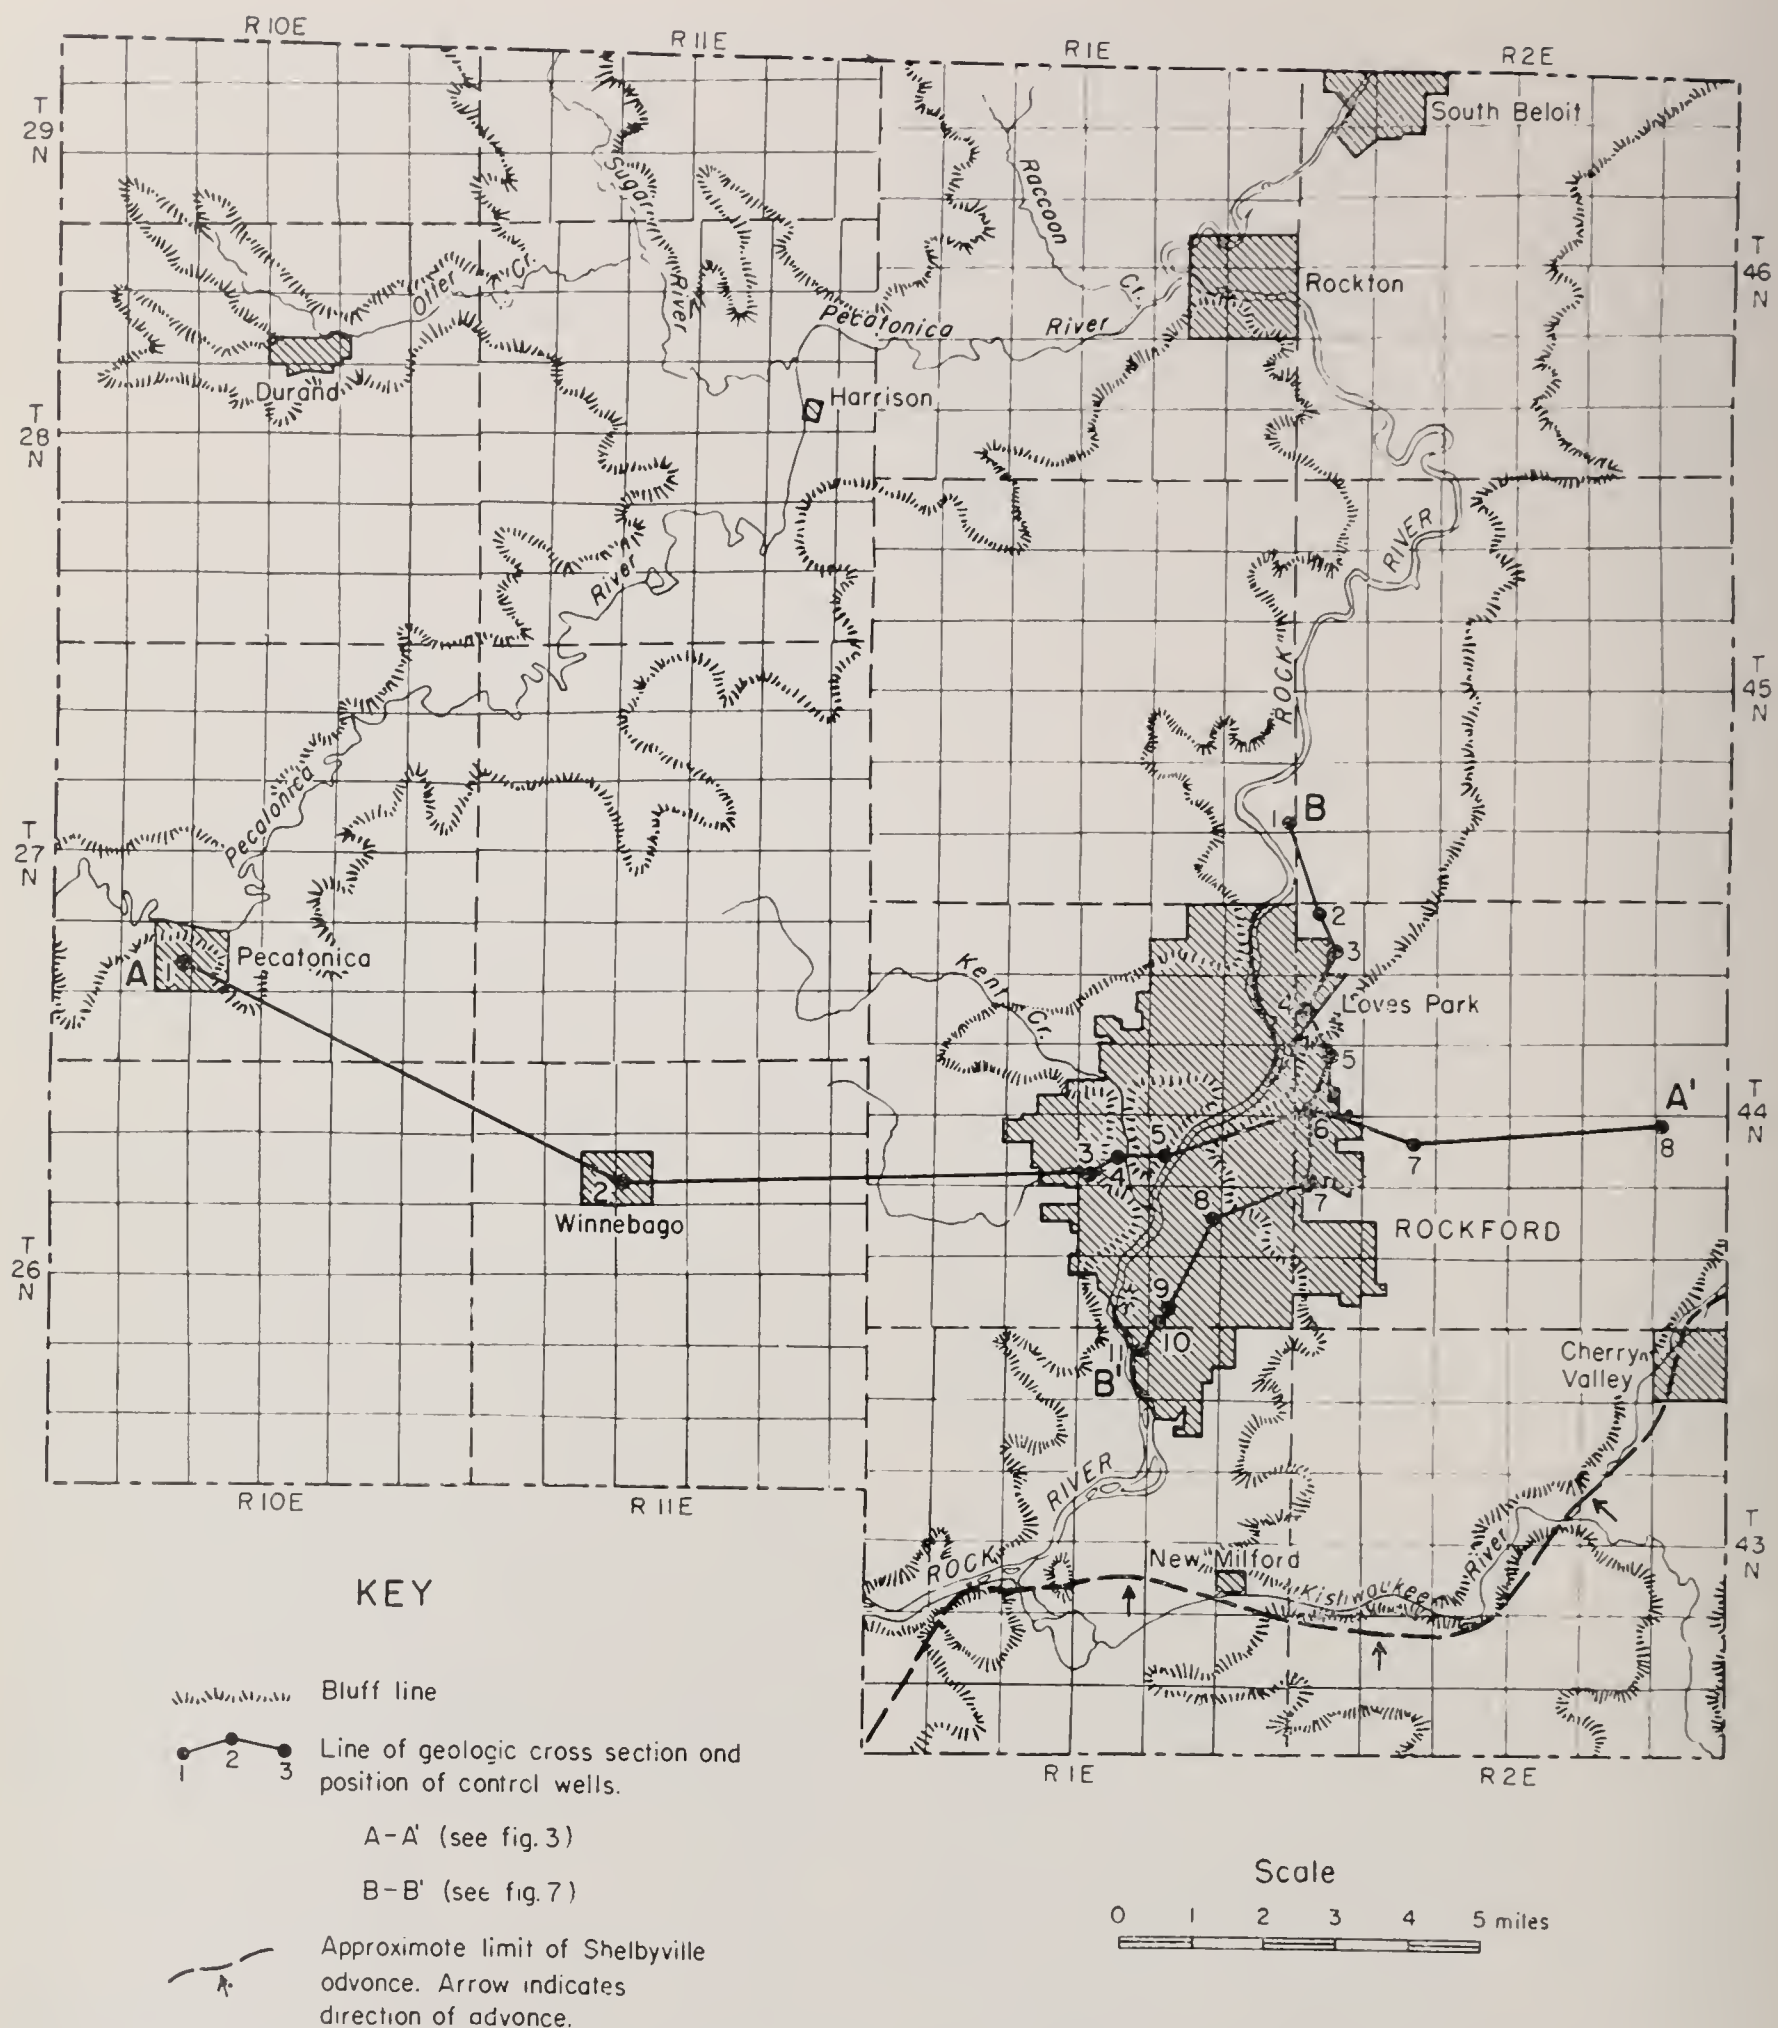 R 10E
R 11E
R 1E
R 2E
T
29
N
South Beloit
Sugar
River
Raccoon
Cr.
Otter
Cr.
T
46
N
Rockton
Pecatonica
River
Durand
Harrison
T
28
N
RIVER
River
ROCK
T
45
N
Pecatonica
1
B
T
27
N
2
3
Pecatonica
A
1
Kent
Cr.
4
Loves Park
5
A'
T
44
N
3
4
5
6
7
8
2
Winnebago
8
7
ROCKFORD
T
26
N
9
10
11
B'
Cherry
Valley
R 10E
R 11E
RIVER
ROCK
New Milford
Kishwaukee
River
T
43
N
R 1E
R 2E
KEY
Bluff line
1
2
3
Line of geologic cross section ond
position of control wells.
A-A' (see fig. 3)
B-B' (see fig. 7)
Approximote limit of Shelbyville
odvonce. Arrow indicates
direction of advonce.
Scale
0 1 2 3 4 5 miles